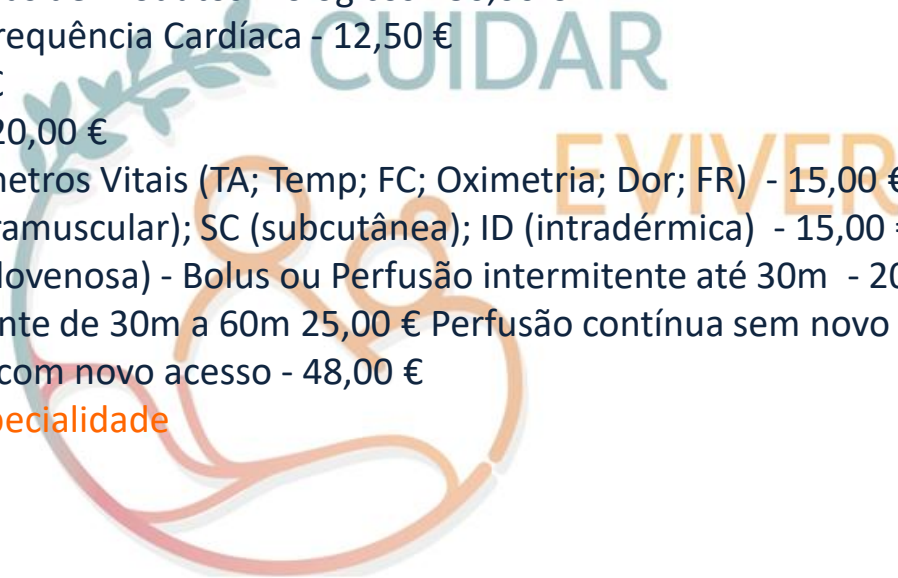 requência Cardíaca - 12,50 €
CUIDAR
€
20,00 €
EVIVER
netros Vitais (TA; Temp; FC; Oximetria; Dor; FR) - 15,00 €
ramuscular); SC (subcutânea); ID (intradérmica) - 15,00
dovenosa) - Bolus ou Perfusão intermitente até 30m - 20
nte de 30m a 60m 25,00 € Perfusão contínua sem novo
com novo acesso - 48,00 €
pecialidade